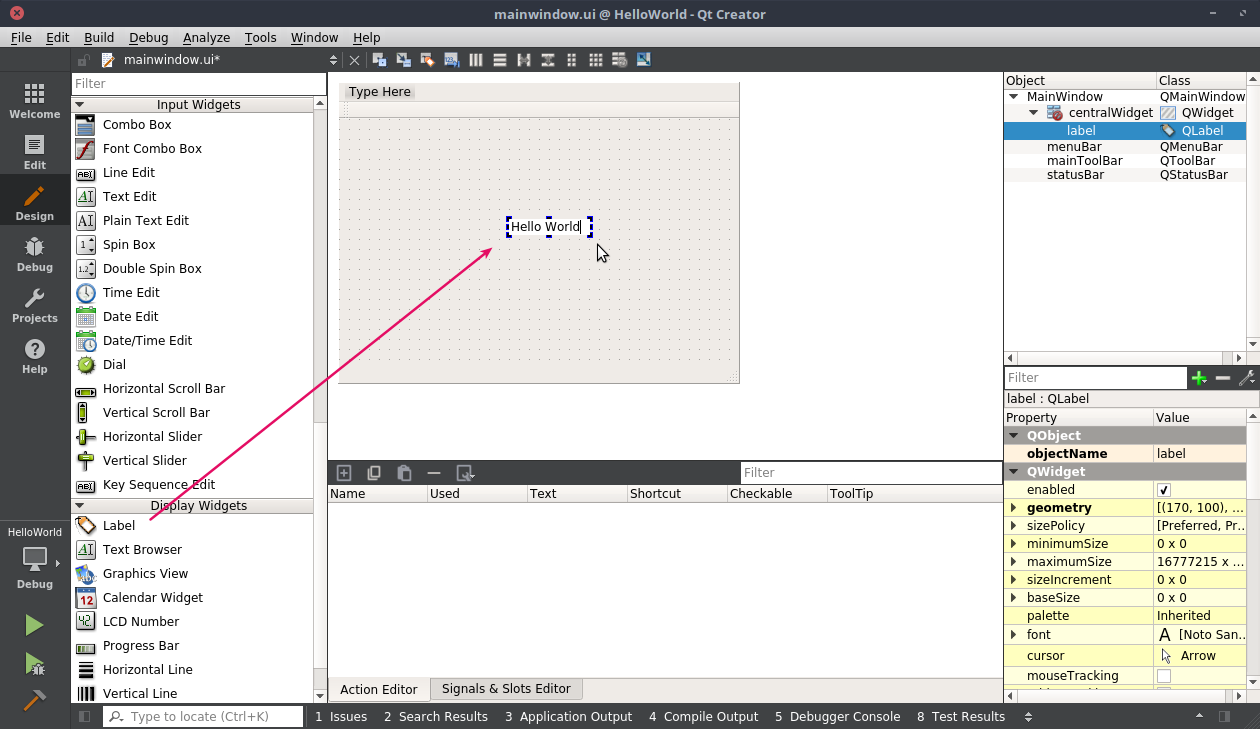 mainwindow.ui @ HelloWorld - Qt Creator
File Edit Build Debug Analyze Tools Window Help
mainwindow.ui*
Welcome
Edit
Design
Debug
Projects
Help
HelloWorld
Debug
Filter
Input Widgets
Combo Box
Font Combo Box
Line Edit
Text Edit
Plain Text Edit
Spin Box
Double Spin Box
Time Edit
Date Edit
Date/Time Edit
Dial
Horizontal Scroll Bar
Vertical Scroll Bar
Horizontal Slider
Vertical Slider
Key Sequence Edit
Display Widgets
Label
Text Browser
Graphics View
Calendar Widget
LCD Number
Progress Bar
Horizontal Line
Vertical Line
Type Here
Hello World
Filter
Name Used Text Shortcut Checkable ToolTip
Action Editor Signals & Slots Editor
Object Class
MainWindow QMainWindow
centralWidget QWidget
label QLabel
menuBar QMenuBar
mainToolBar QToolBar
statusBar QStatusBar
Filter
label : QLabel
Property Value
QObject
objectName label
QWidget
enabled
geometry [(170, 100), ...
sizePolicy [Preferred, Pr...
minimumSize 0 x 0
maximumSize 16777215 x ...
sizeIncrement 0 x 0
baseSize 0 x 0
palette Inherited
font A [Noto San...
cursor Arrow
mouseTracking
Type to locate (Ctrl+K) 1 Issues 2 Search Results 3 Application Output 4 Compile Output 5 Debugger Console 8 Test Results